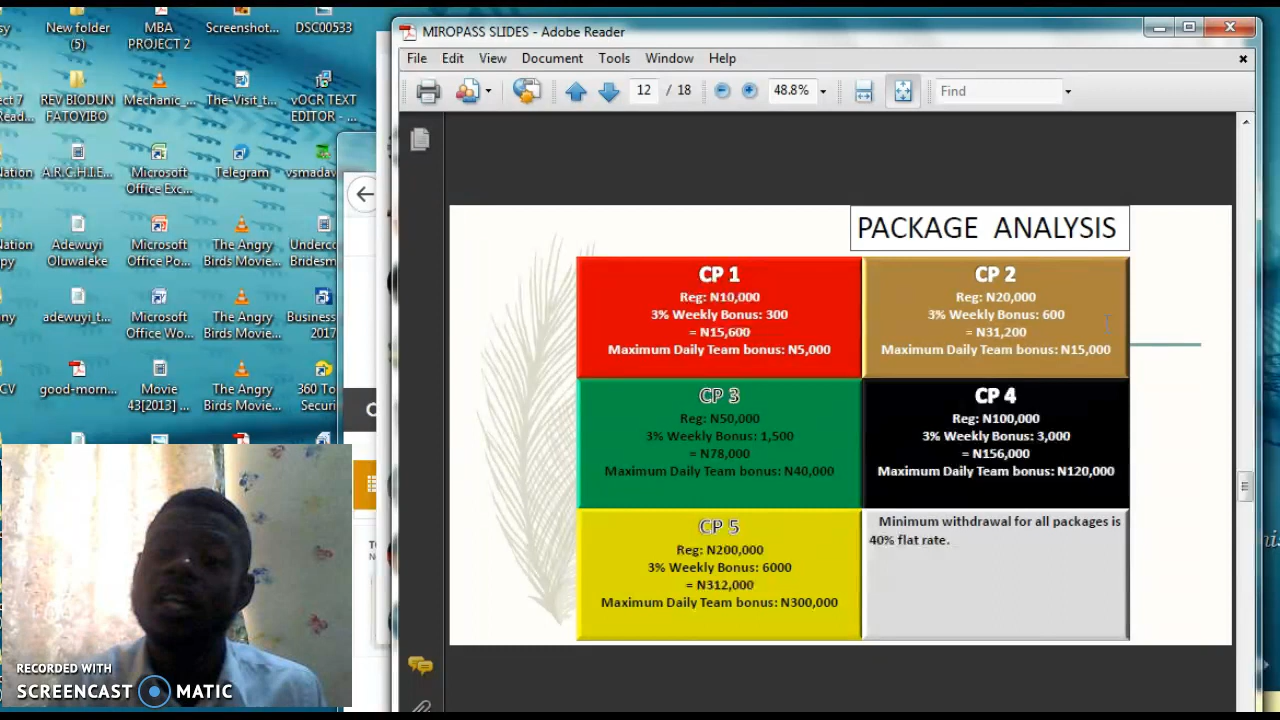 New folder
(5)
MBA
PROJECT 2
Screenshot...
DSC00533
REV BIODUN
FATOYIBO
Mechanic_...
The-Visit_t...
vOCR TEXT
EDITOR - ...
A.R.C.H.I.E...
Microsoft
Office Exc...
Telegram
vsmadav
Adewuyi
Oluwaleke
Microsoft
Office Po...
The Angry
Birds Movie...
Underco
Bridesm
adewuyi_t...
Microsoft
Office Wo...
The Angry
Birds Movie...
Business
2017
good-morn...
Movie
43[2013] ...
The Angry
Birds Movie...
360 To
Securi
MIROPASS SLIDES - Adobe Reader
File Edit View Document Tools Window Help
12 / 18 48.8% Find
PACKAGE ANALYSIS
CP 1
Reg: N10,000
3% Weekly Bonus: 300
= N15,600
Maximum Daily Team bonus: N5,000
CP 2
Reg: N20,000
3% Weekly Bonus: 600
= N31,200
Maximum Daily Team bonus: N15,000
CP 3
Reg: N50,000
3% Weekly Bonus: 1,500
= N78,000
Maximum Daily Team bonus: N40,000
CP 4
Reg: N100,000
3% Weekly Bonus: 3,000
= N156,000
Maximum Daily Team bonus: N120,000
CP 5
Reg: N200,000
3% Weekly Bonus: 6000
= N312,000
Maximum Daily Team bonus: N300,000
Minimum withdrawal for all packages is
40% flat rate.
RECORDED WITH
SCREENCAST MATIC